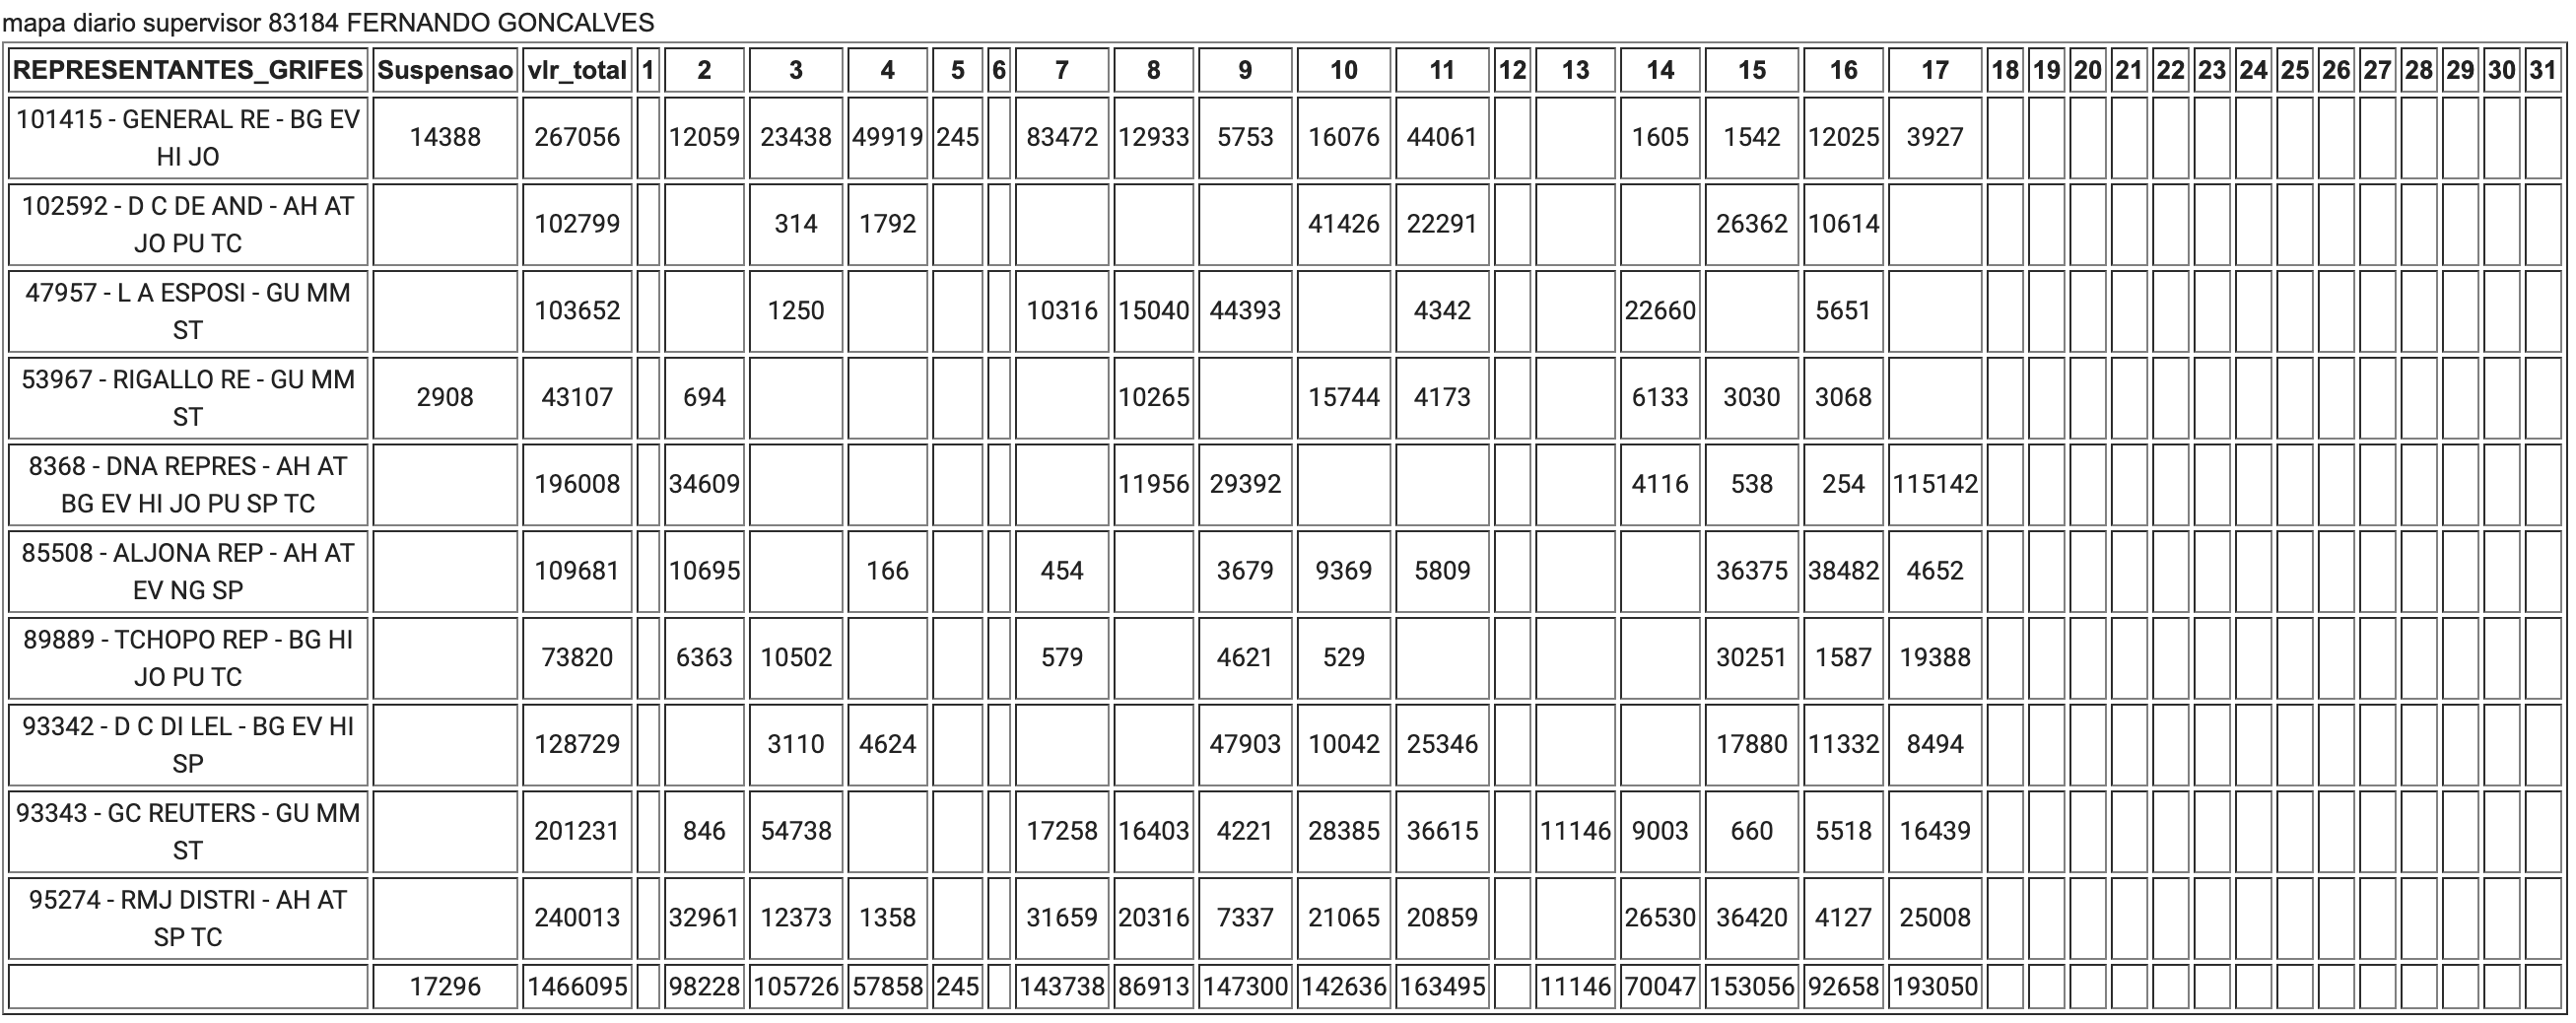 mapa diario supervisor 83184 FERNANDO GONCALVES
REPRESENTANTES_GRIFES Suspensao vlr_total 1 2 3 4 5 6 7 8 9 10 11 12 13 14 15 16 17 18 19 20 21 22 23 24 25 26 27 28 29 30 31
101415 - GENERAL RE - BG EV
HI JO
14388 267056 12059 23438 49919 245 83472 12933 5753 16076 44061 1605 1542 12025 3927
102592 - D C DE AND - AH AT
JO PU TC
102799 314 1792 41426 22291 26362 10614
47957 - L A ESPOSI - GU MM
ST
103652 1250 10316 15040 44393 4342 22660 5651
53967 - RIGALLO RE - GU MM
ST
2908 43107 694 10265 15744 4173 6133 3030 3068
8368 - DNA REPRES - AH AT
BG EV HI JO PU SP TC
196008 34609 11956 29392 4116 538 254 115142
85508 - ALJONA REP - AH AT
EV NG SP
109681 10695 166 454 3679 9369 5809 36375 38482 4652
89889 - TCHOPO REP - BG HI
JO PU TC
73820 6363 10502 579 4621 529 30251 1587 19388
93342 - D C DI LEL - BG EV HI
SP
128729 3110 4624 47903 10042 25346 17880 11332 8494
93343 - GC REUTERS - GU MM
ST
201231 846 54738 17258 16403 4221 28385 36615 11146 9003 660 5518 16439
95274 - RMJ DISTRI - AH AT
SP TC
240013 32961 12373 1358 31659 20316 7337 21065 20859 26530 36420 4127 25008
17296 1466095 98228 105726 57858 245 143738 86913 147300 142636 163495 11146 70047 153056 92658 193050